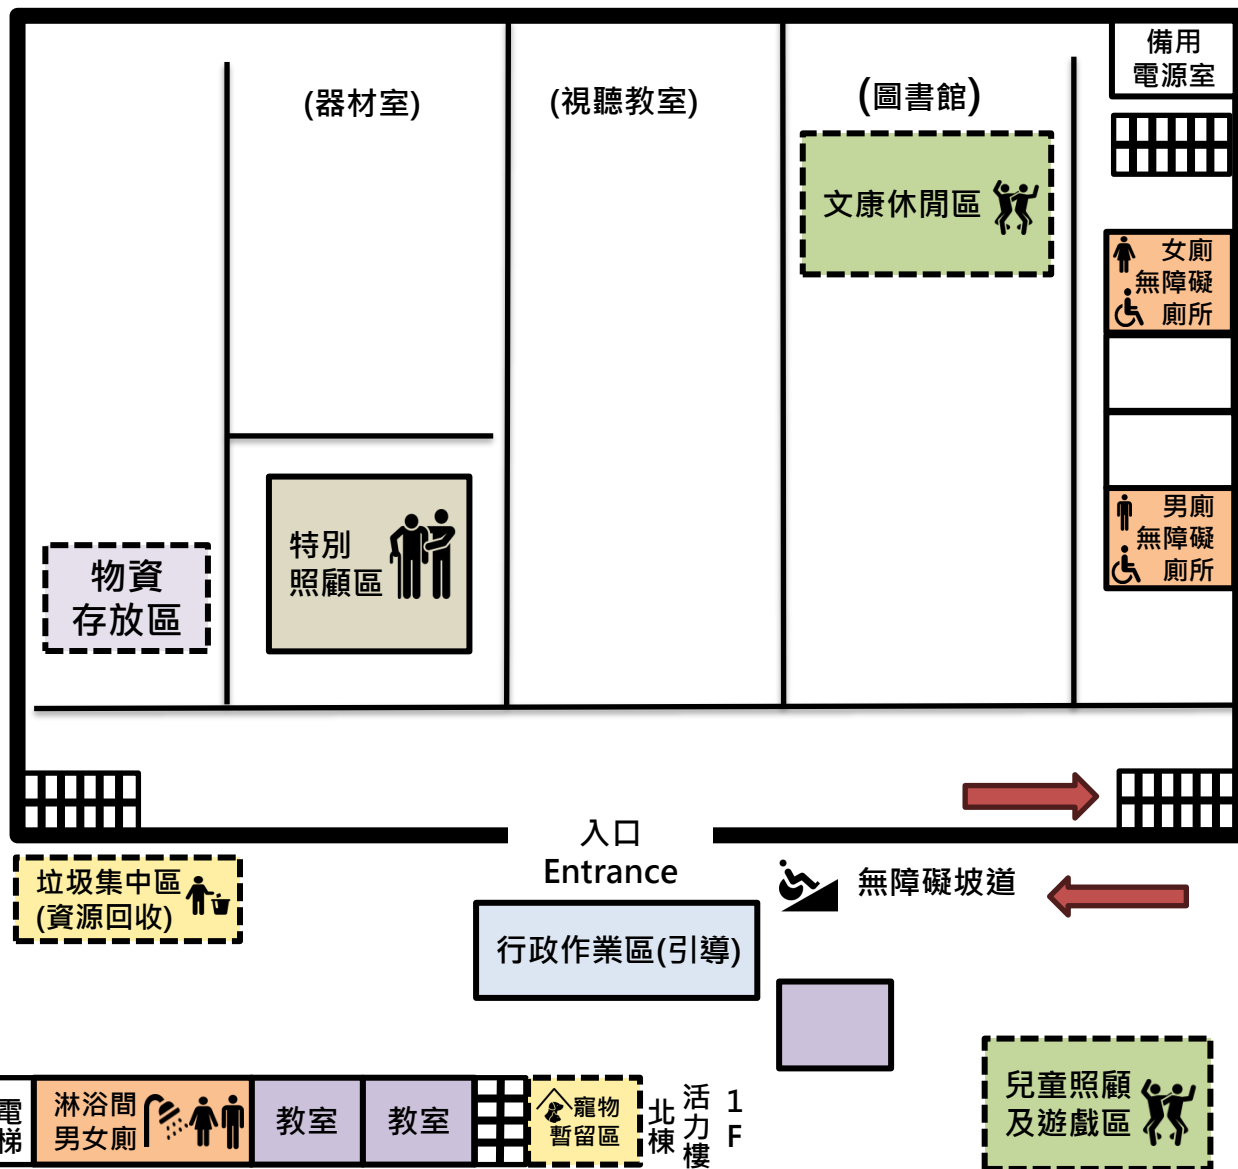 備用
電源室
(器材室)
(視聽教室)
(圖書館)
文康休閒區
女廁
無障礙
廁所
特別
照顧區
男廁
無障礙
廁所
物資
存放區
入口
Entrance
垃圾集中區
(資源回收)
無障礙坡道
行政作業區(引導)
兒童照顧
及遊戲區
電梯
淋浴間
男女廁
教室
教室
寵物
暫留區
北棟
活力樓
1F